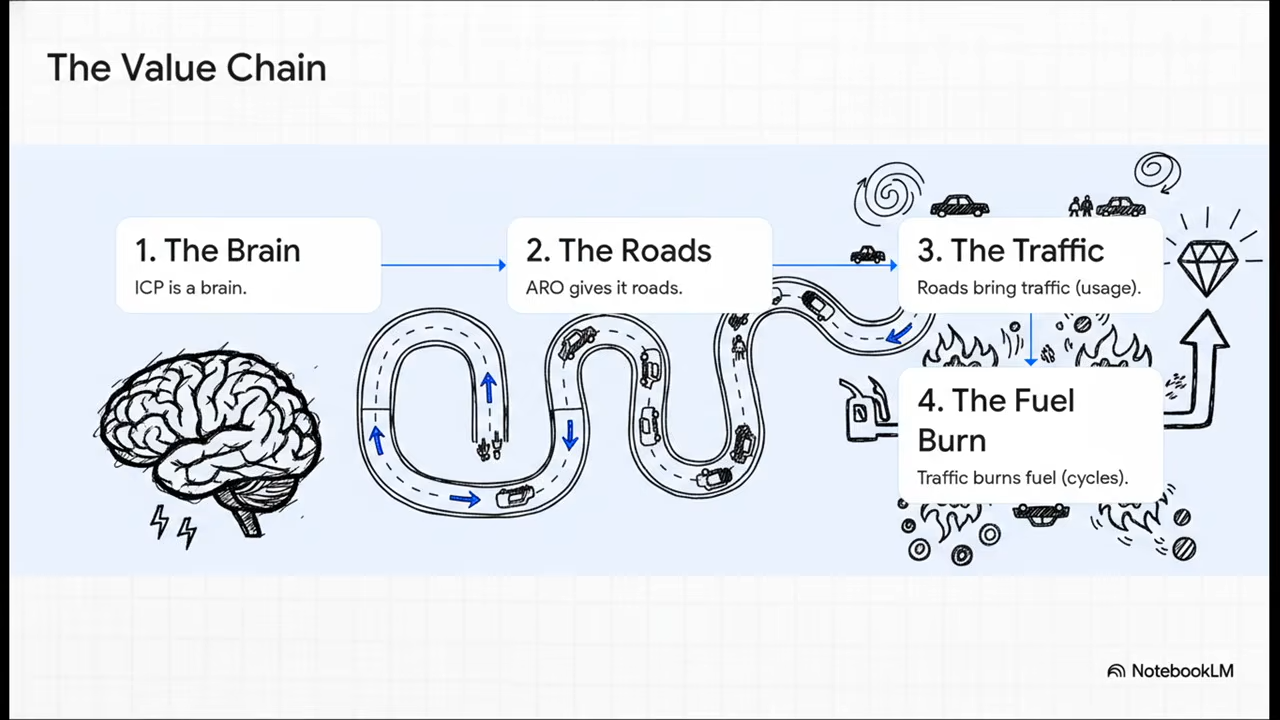 The Value Chain
1. The Brain
ICP is a brain.
2. The Roads
ARO gives it roads.
3. The Traffic
Roads bring traffic (usage).
4. The Fuel
Burn
Traffic burns fuel (cycles).
NotebookLM